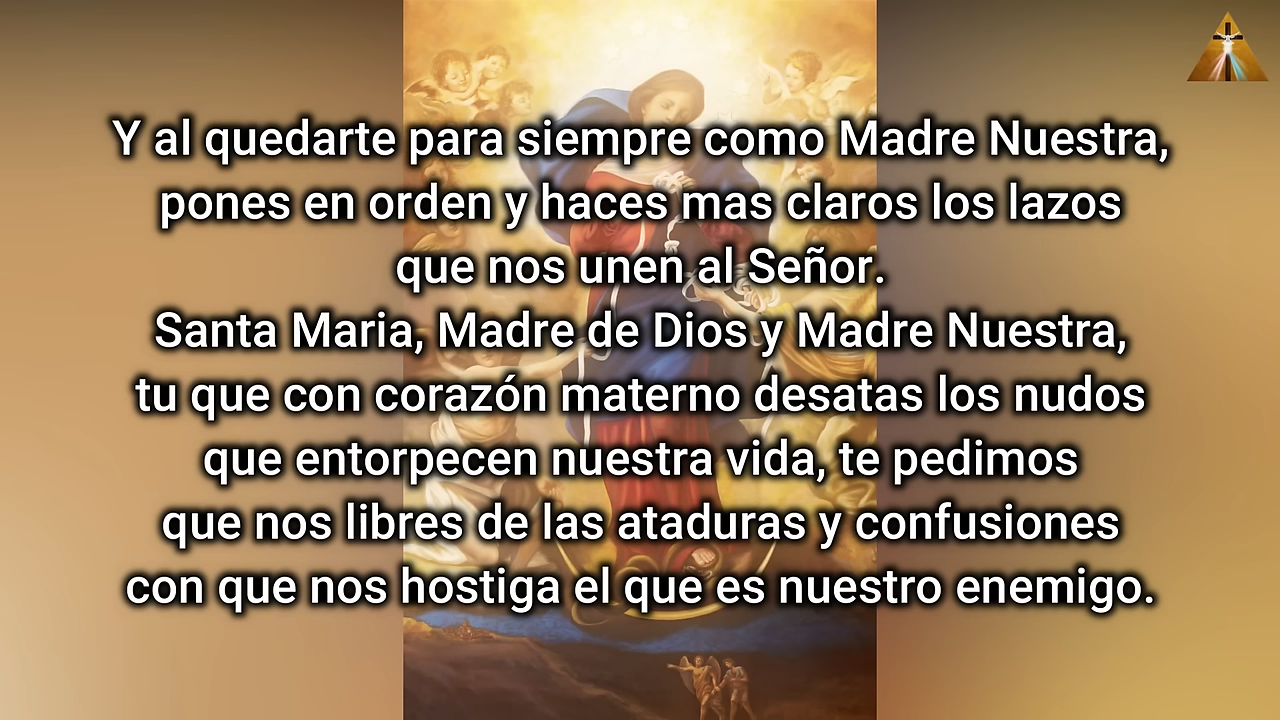 Y al quedarte para siempre como Madre Nuestra,
pones en orden y haces mas claros los lazos
que nos unen al Señor.
Santa Maria, Madre de Dios y Madre Nuestra,
tu que con corazón materno desatas los nudos
que entorpecen nuestra vida, te pedimos
que nos libres de las ataduras y confusiones
con que nos hostiga el que es nuestro enemigo.